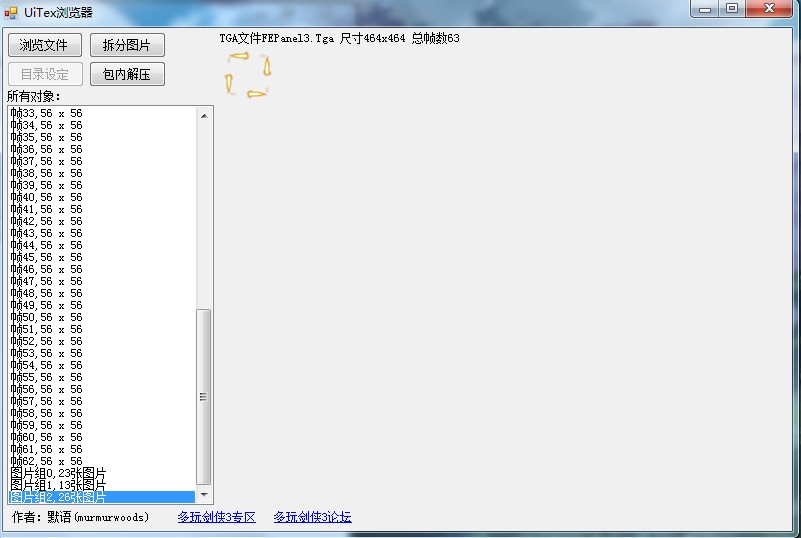 UiTex浏览器
浏览文件 拆分图片
TGA文件FEPanel3.Tga 尺寸464x464 总帧数63
目录设定 包内解压
所有对象：
帧33,56 x 56
帧34,56 x 56
帧35,56 x 56
帧36,56 x 56
帧37,56 x 56
帧38,56 x 56
帧39,56 x 56
帧40,56 x 56
帧41,56 x 56
帧42,56 x 56
帧43,56 x 56
帧44,56 x 56
帧45,56 x 56
帧46,56 x 56
帧47,56 x 56
帧48,56 x 56
帧49,56 x 56
帧50,56 x 56
帧51,56 x 56
帧52,56 x 56
帧53,56 x 56
帧54,56 x 56
帧55,56 x 56
帧56,56 x 56
帧57,56 x 56
帧58,56 x 56
帧59,56 x 56
帧60,56 x 56
帧61,56 x 56
帧62,56 x 56
图片组0,23张图片
图片组1,13张图片
图片组2,26张图片
作者：默语(murmurwoods) 多玩剑侠3专区 多玩剑侠3论坛